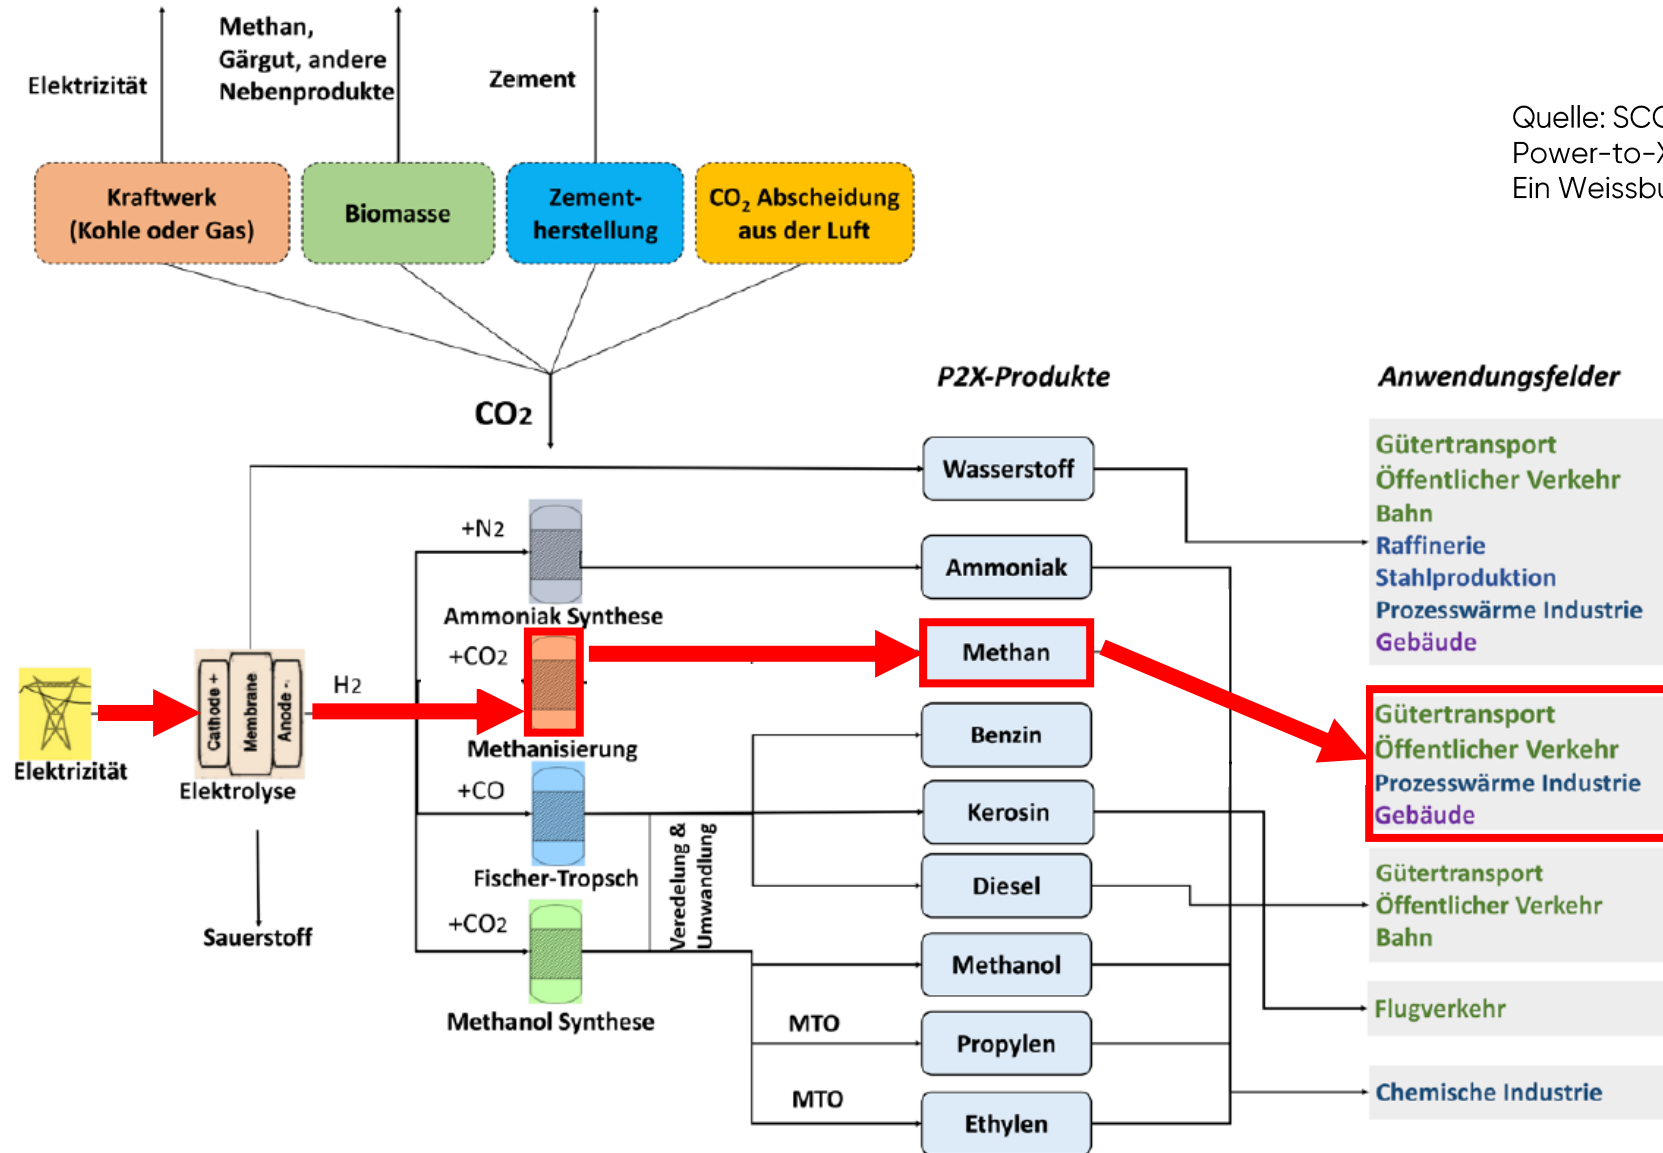 Methan,
Gärgut, andere
Nebenprodukte
Elektrizität
Zement
Quelle:
Power-to-X
Ein
Kraftwerk
(Kohle oder Gas)
Biomasse
Zement-
herstellung
CO2 Abscheidung
aus der Luft
CO2
P2X-Produkte
Anwendungsfelder
Wasserstoff
Gütertransport
Öffentlicher Verkehr
Bahn
Raffinerie
Stahlproduktion
Prozesswärme Industrie
Gebäude
+N2
Ammoniak Synthese
Ammoniak
+CO2
Methanisierung
Methan
Elektrizität
Cathode +
Membrane
Anode -
Elektrolyse
H2
Sauerstoff
Gütertransport
Öffentlicher Verkehr
Prozesswärme Industrie
Gebäude
Benzin
+CO
Fischer-Tropsch
Veredelung &
Umwandlung
Kerosin
Diesel
Gütertransport
Öffentlicher Verkehr
Bahn
+CO2
Methanol Synthese
Methanol
Flugverkehr
MTO
Propylen
MTO
Ethylen
Chemische Industrie